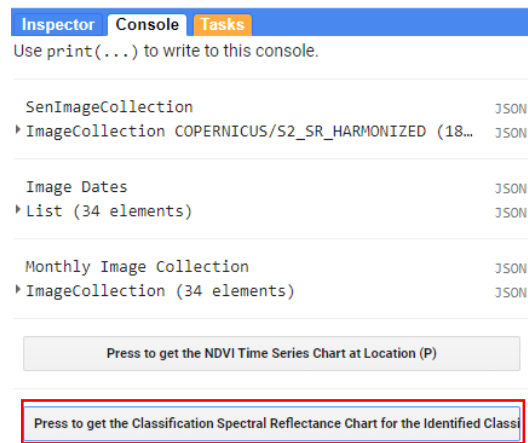 Inspector Console Tasks
Use print(...) to write to this console.
SenImageCollection JSON
ImageCollection COPERNICUS/S2_SR_HARMONIZED (18… JSON
Image Dates JSON
List (34 elements) JSON
Monthly Image Collection JSON
ImageCollection (34 elements) JSON
Press to get the NDVI Time Series Chart at Location (P)
Press to get the Classification Spectral Reflectance Chart for the Identified Classi